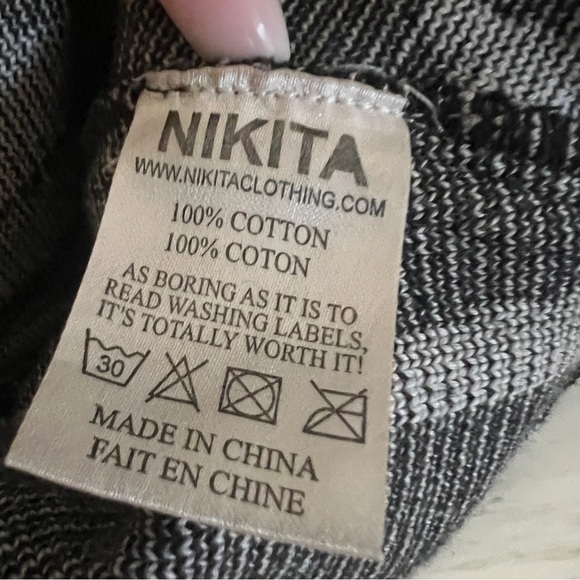 NIKITA
WWW.NIKITACLOTHING.COM
100% COTTON
100% COTON
AS BORING AS IT IS TO
READ WASHING LABELS,
IT'S TOTALLY WORTH IT!
30
MADE IN CHINA
FAIT EN CHINE